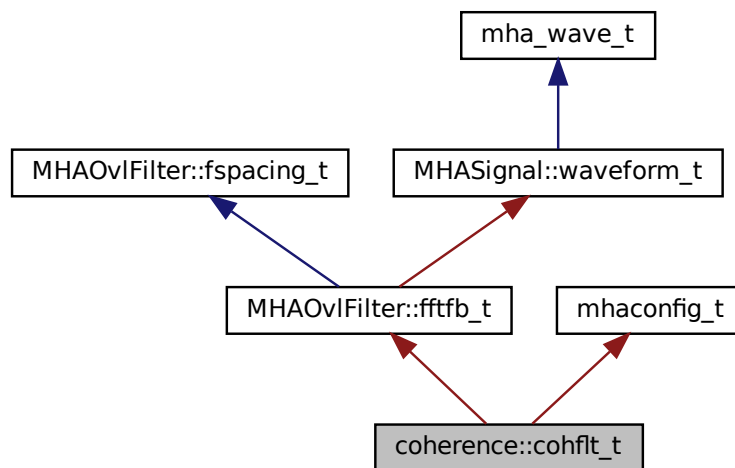 mha_wave_t
MHAOvlFilter::fspacing_t
MHASignal::waveform_t
MHAOvlFilter::fftfb_t
mhaconfig_t
coherence::cohflt_t